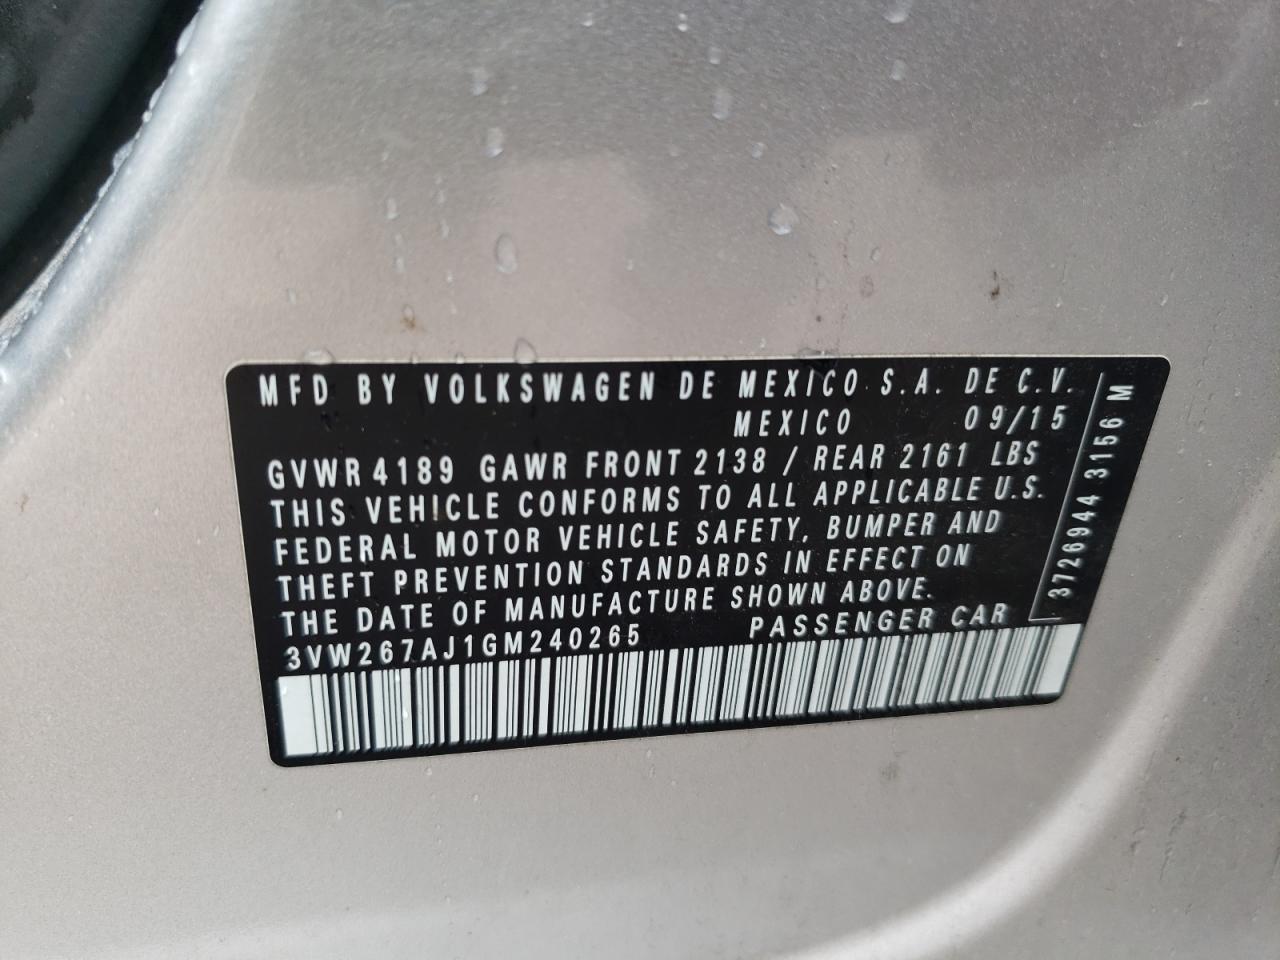 MFD BY VOLKSWAGEN DE MEXICO S.A. DE C.V.
MEXICO 09/15
GVWR 4189 GAWR FRONT 2138 / REAR 2161 LBS
THIS VEHICLE CONFORMS TO ALL APPLICABLE U.S.
FEDERAL MOTOR VEHICLE SAFETY, BUMPER AND
THEFT PREVENTION STANDARDS IN EFFECT ON
THE DATE OF MANUFACTURE SHOWN ABOVE.
3VW267AJ1GM240265 PASSENGER CAR
3726944 3156 M